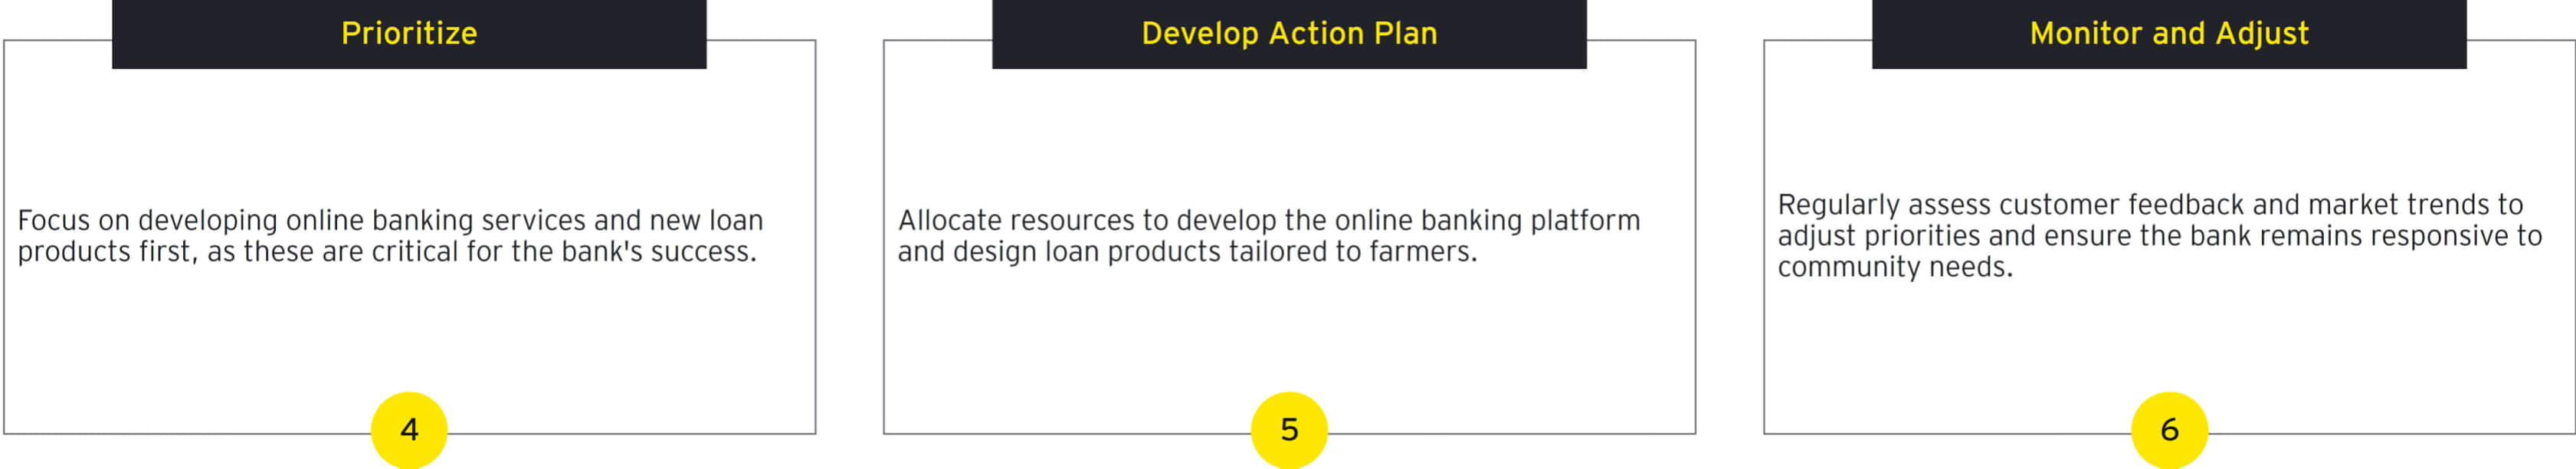 Prioritize
Focus on developing online banking services and new loan
products first, as these are critical for the bank's success.
4
Develop Action Plan
Allocate resources to develop the online banking platform
and design loan products tailored to farmers.
5
Monitor and Adjust
Regularly assess customer feedback and market trends to
adjust priorities and ensure the bank remains responsive to
community needs.
6